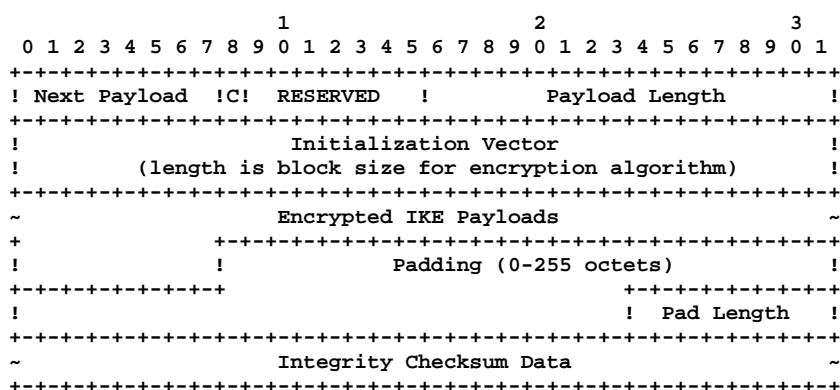 1                   2                   3
 0 1 2 3 4 5 6 7 8 9 0 1 2 3 4 5 6 7 8 9 0 1 2 3 4 5 6 7 8 9 0 1
+-+-+-+-+-+-+-+-+-+-+-+-+-+-+-+-+-+-+-+-+-+-+-+-+-+-+-+-+-+-+-+-+
! Next Payload  !C!  RESERVED   !         Payload Length        !
+-+-+-+-+-+-+-+-+-+-+-+-+-+-+-+-+-+-+-+-+-+-+-+-+-+-+-+-+-+-+-+-+
!                     Initialization Vector                     !
!         (length is block size for encryption algorithm)       !
+-+-+-+-+-+-+-+-+-+-+-+-+-+-+-+-+-+-+-+-+-+-+-+-+-+-+-+-+-+-+-+-+
~                    Encrypted IKE Payloads                     ~
+               +-+-+-+-+-+-+-+-+-+-+-+-+-+-+-+-+-+-+-+-+-+-+-+-+
!               !             Padding (0-255 octets)            !
+-+-+-+-+-+-+-+-+                               +-+-+-+-+-+-+-+-+
!                                               !  Pad Length   !
+-+-+-+-+-+-+-+-+-+-+-+-+-+-+-+-+-+-+-+-+-+-+-+-+-+-+-+-+-+-+-+-+
~                    Integrity Checksum Data                    ~
+-+-+-+-+-+-+-+-+-+-+-+-+-+-+-+-+-+-+-+-+-+-+-+-+-+-+-+-+-+-+-+-+